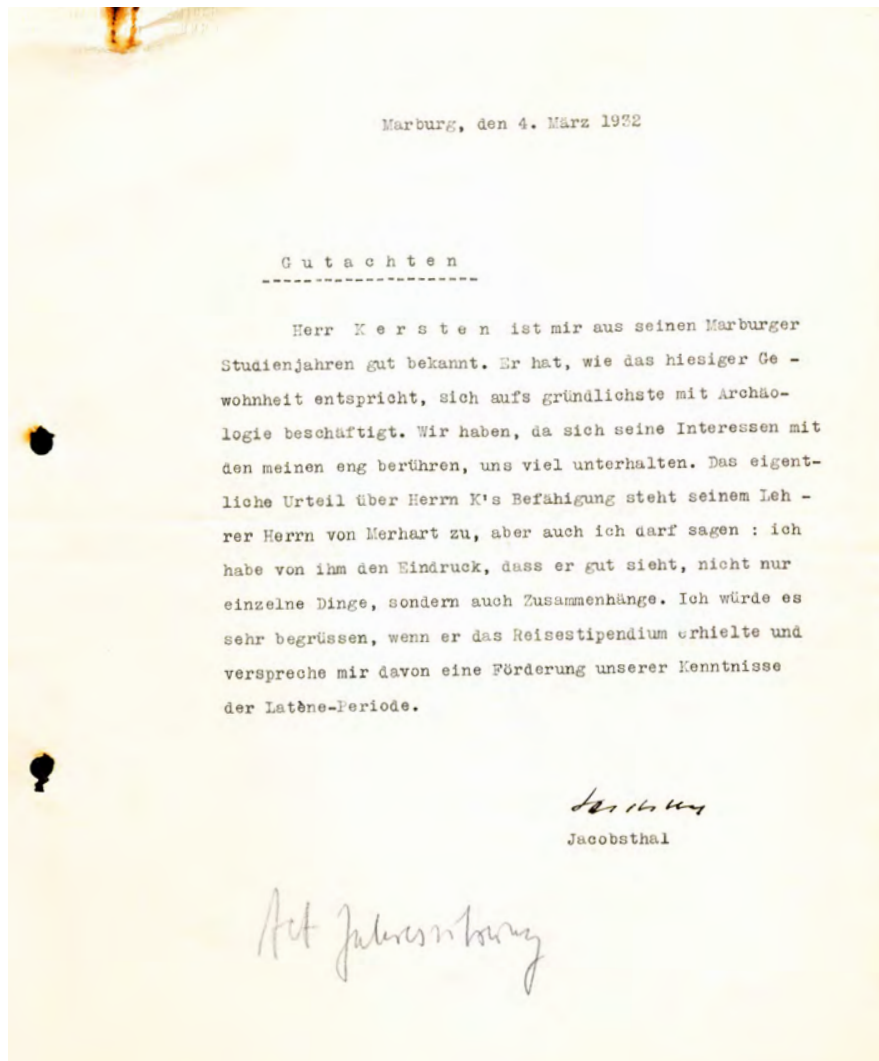 Marburg, den 4. März 1932
G u t a c h t e n
Herr K e r s t e n ist mir aus seinen Marburger
Studienjahren gut bekannt. Er hat, wie das hiesiger Ge -
wohnheit entspricht, sich aufs gründlichste mit Archäo-
logie beschäftigt. Wir haben, da sich seine Interessen mit
den meinen eng berühren, uns viel unterhalten. Das eigent-
liche Urteil über Herrn K's Befähigung steht seinem Leh -
rer Herrn von Merhart zu, aber auch ich darf sagen : ich
habe von ihm den Eindruck, dass er gut sieht, nicht nur
einzelne Dinge, sondern auch Zusammenhänge. Ich würde es
sehr begrüssen, wenn er das Reisestipendium erhielte und
verspreche mir davon eine Förderung unserer Kenntnisse
der Latène-Periode.
Jacobsthal
Act Jahressitzung